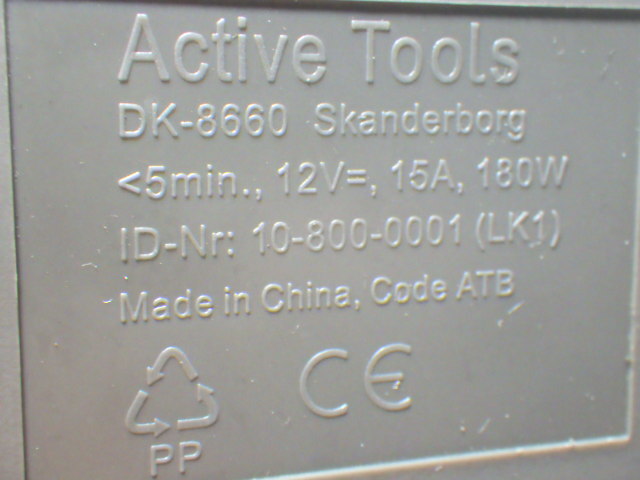 Active Tools
DK-8660 Skanderborg
<5min., 12V=, 15A, 180W
ID-Nr: 10-800-0001 (LK1)
Made in China, Code ATB
CE
PP